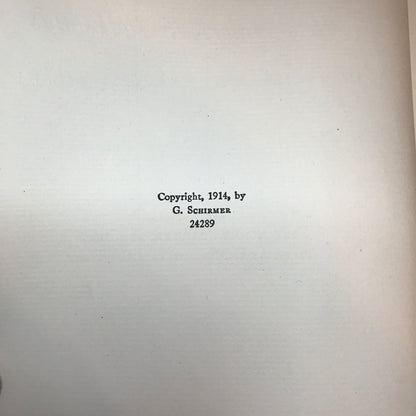 Copyright, 1914, by
G. SCHIRMER
24289